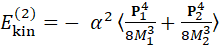 E_kin^(2) = − α² ⟨ P₁⁴/8M₁³ + P₂⁴/8M₂³ ⟩